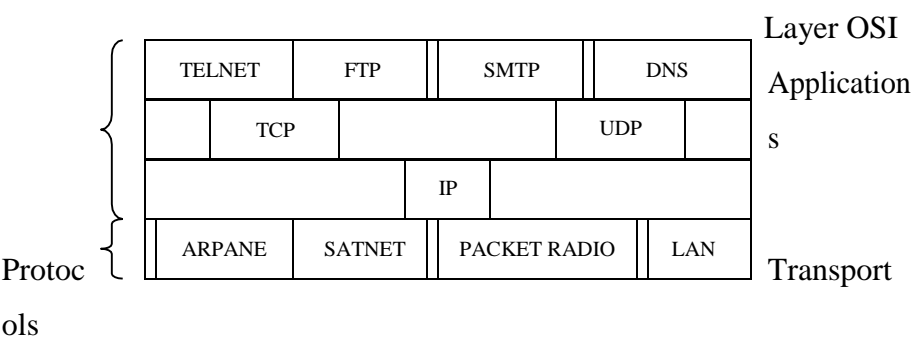 Layer OSI
TELNET FTP SMTP DNS
Application
s
TCP UDP
IP
ARPANE SATNET PACKET RADIO LAN
Protoc
ols
Transport